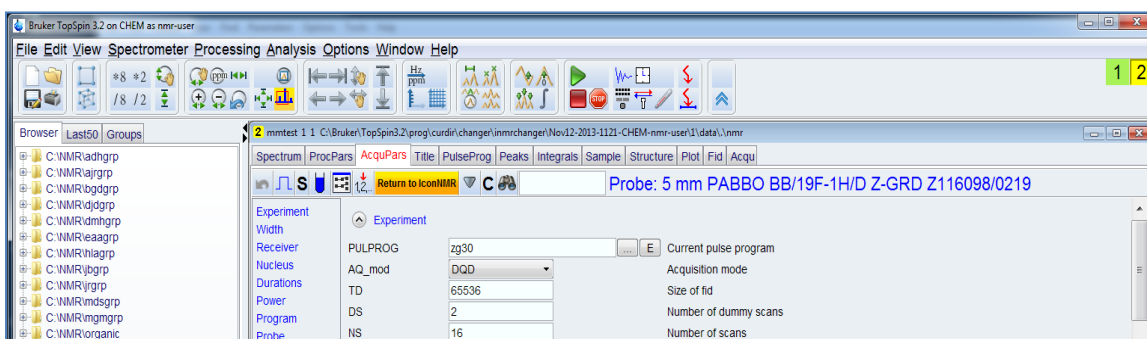 Bruker TopSpin 3.2 on CHEM as nmr-user
File Edit View Spectrometer Processing Analysis Options Window Help
*8 *2 ppm Hz ppm
/8 /2 STOP
1 2
Browser Last50 Groups
2 mmtest 1 1 C:\Bruker\TopSpin3.2\prog\curdir\changer\inmrchanger\Nov12-2013-1121-CHEM-nmr-user\1\data\.\nmr
Spectrum ProcPars AcquPars Title PulseProg Peaks Integrals Sample Structure Plot Fid Acqu
S 1,2,.. Return to IconNMR C Probe: 5 mm PABBO BB/19F-1H/D Z-GRD Z116098/0219
C:\NMR\adhgrp
C:\NMR\ajrgrp
C:\NMR\bgdgrp
C:\NMR\djdgrp
C:\NMR\dmhgrp
C:\NMR\eaagrp
C:\NMR\hlagrp
C:\NMR\jbgrp
C:\NMR\jrgrp
C:\NMR\mdsgrp
C:\NMR\mgmgrp
C:\NMR\organic
Experiment
Width
Receiver
Nucleus
Durations
Power
Program
Probe
Experiment
PULPROG zg30 ... E Current pulse program
AQ_mod DQD Acquisition mode
TD 65536 Size of fid
DS 2 Number of dummy scans
NS 16 Number of scans